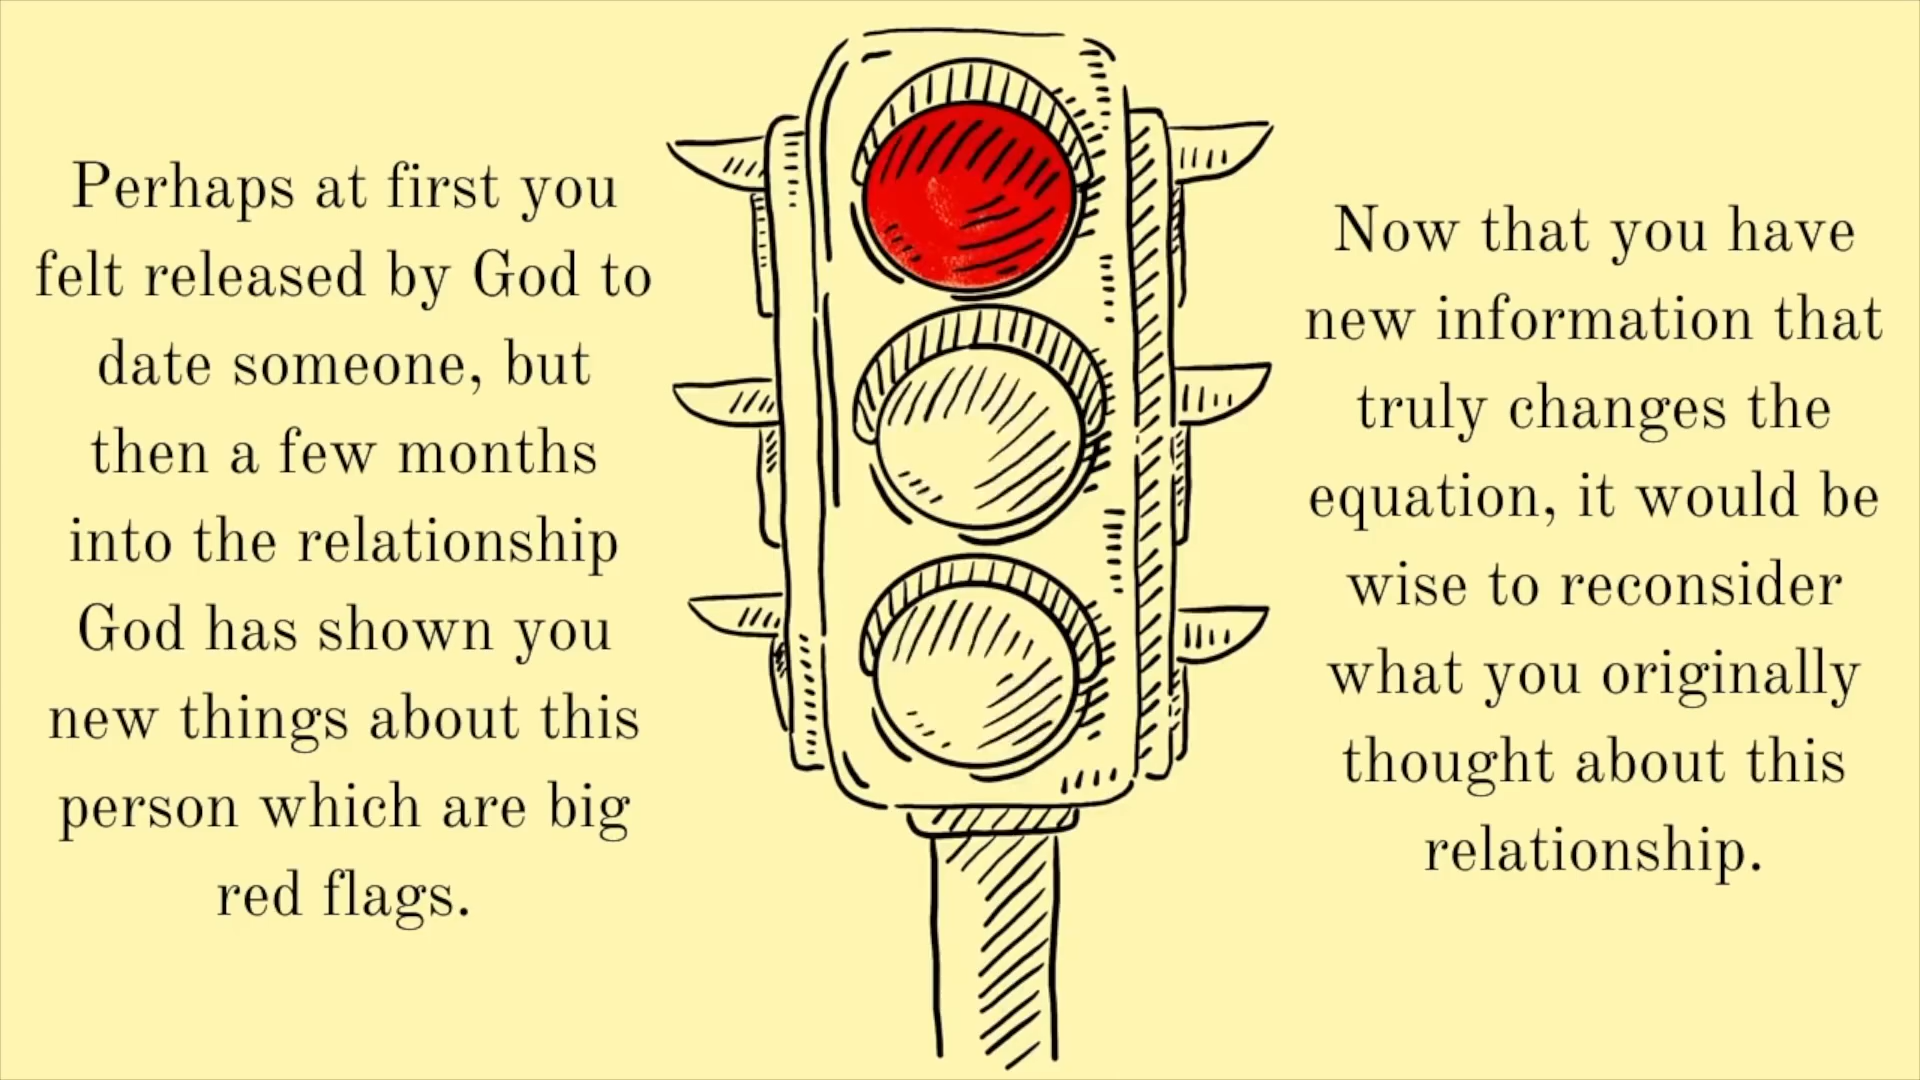 Perhaps at first you
felt released by God to
date someone, but
then a few months
into the relationship
God has shown you
new things about this
person which are big
red flags.
Now that you have
new information that
truly changes the
equation, it would be
wise to reconsider
what you originally
thought about this
relationship.